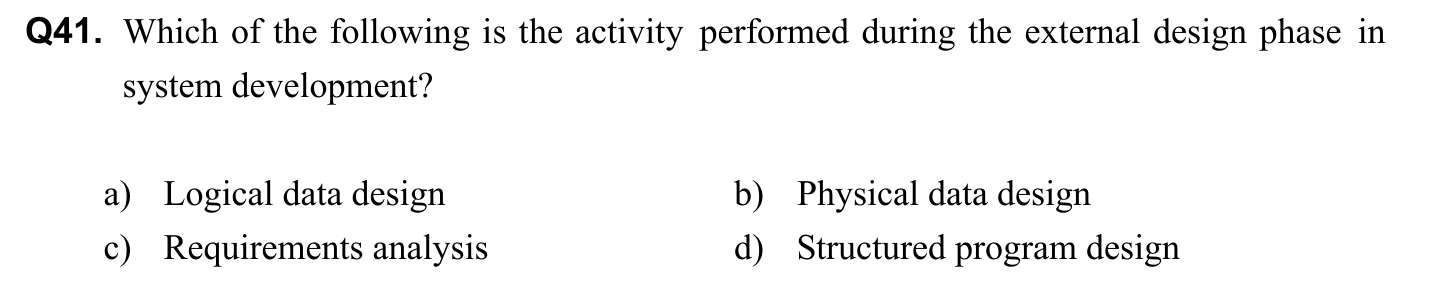 Q41. Which of the following is the activity performed during the external design phase in
system development?
a) Logical data design b) Physical data design
c) Requirements analysis d) Structured program design